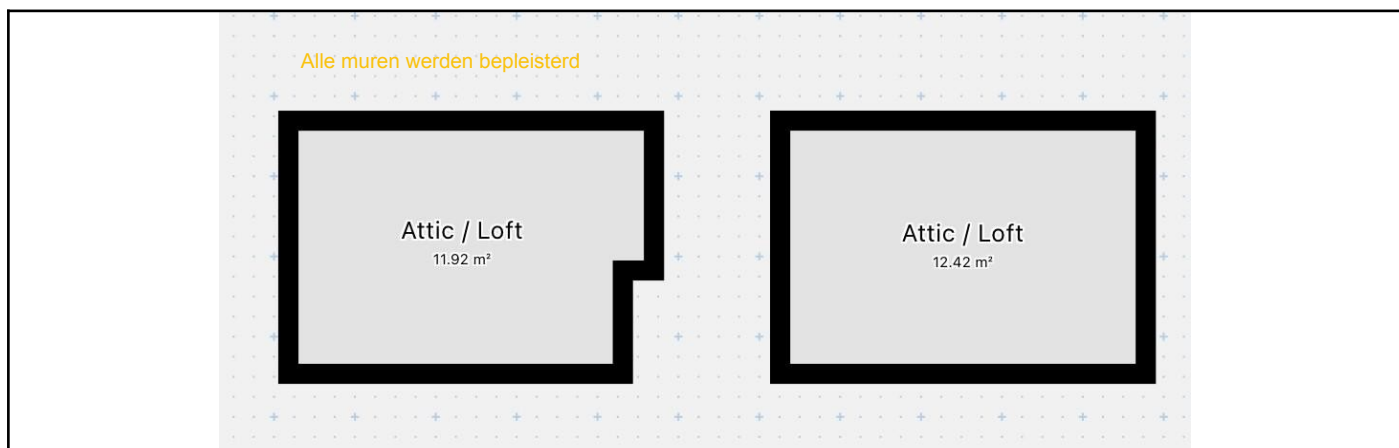 Alle muren werden bepleisterd
Attic / Loft
11.92 m²
Attic / Loft
12.42 m²